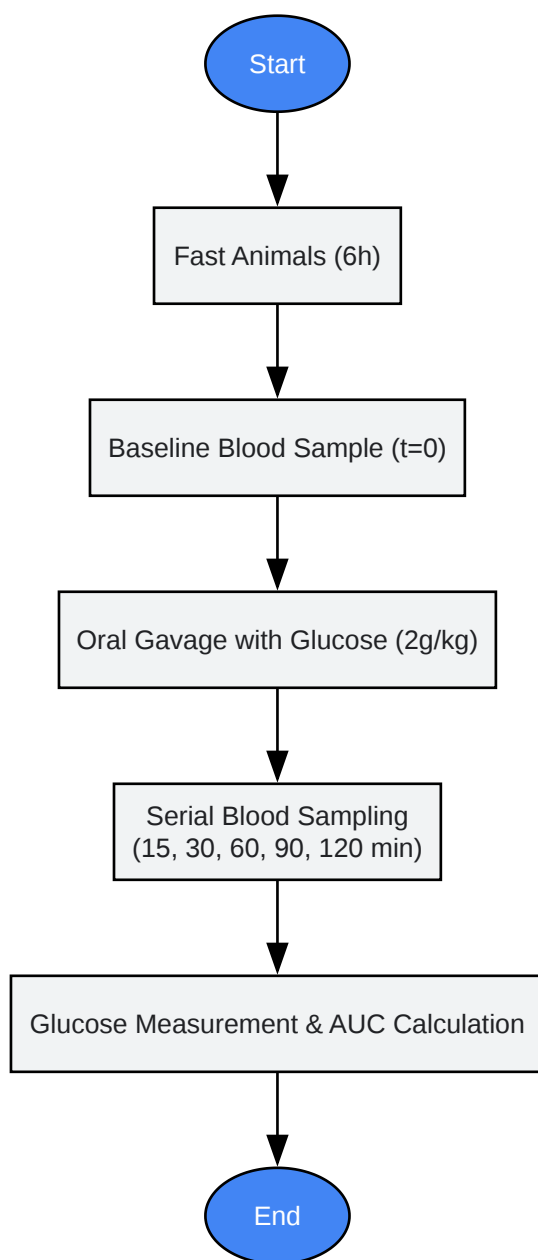 Start
Fast Animals (6h)
Baseline Blood Sample (t=0)
Oral Gavage with Glucose (2g/kg)
Serial Blood Sampling
(15, 30, 60, 90, 120 min)
Glucose Measurement & AUC Calculation
End